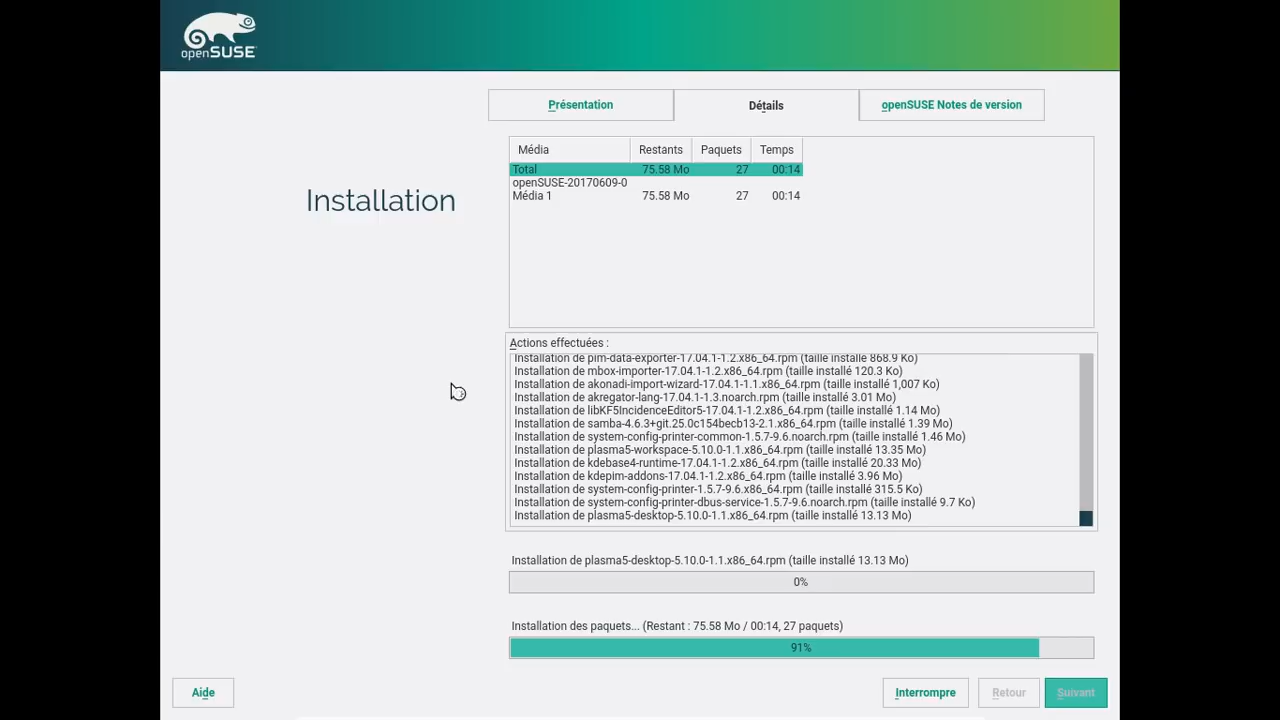 openSUSE
Présentation
Détails
openSUSE Notes de version
Installation
Média Restants Paquets Temps
Total 75.58 Mo 27 00:14
openSUSE-20170609-0
Média 1 75.58 Mo 27 00:14
Actions effectuées :
Installation de pim-data-exporter-17.04.1-1.2.x86_64.rpm (taille installé 868.9 Ko)
Installation de mbox-importer-17.04.1-1.2.x86_64.rpm (taille installé 120.3 Ko)
Installation de akonadi-import-wizard-17.04.1-1.1.x86_64.rpm (taille installé 1,007 Ko)
Installation de akregator-lang-17.04.1-1.3.noarch.rpm (taille installé 3.01 Mo)
Installation de libKF5IncidenceEditor5-17.04.1-1.2.x86_64.rpm (taille installé 1.14 Mo)
Installation de samba-4.6.3+git.25.0c154becb13-2.1.x86_64.rpm (taille installé 1.39 Mo)
Installation de system-config-printer-common-1.5.7-9.6.noarch.rpm (taille installé 1.46 Mo)
Installation de plasma5-workspace-5.10.0-1.1.x86_64.rpm (taille installé 13.35 Mo)
Installation de kdebase4-runtime-17.04.1-1.2.x86_64.rpm (taille installé 20.33 Mo)
Installation de kdepim-addons-17.04.1-1.2.x86_64.rpm (taille installé 3.96 Mo)
Installation de system-config-printer-1.5.7-9.6.x86_64.rpm (taille installé 315.5 Ko)
Installation de system-config-printer-dbus-service-1.5.7-9.6.noarch.rpm (taille installé 9.7 Ko)
Installation de plasma5-desktop-5.10.0-1.1.x86_64.rpm (taille installé 13.13 Mo)
Installation de plasma5-desktop-5.10.0-1.1.x86_64.rpm (taille installé 13.13 Mo)
0%
Installation des paquets... (Restant : 75.58 Mo / 00:14, 27 paquets)
91%
Aide
Interrompre
Retour
Suivant